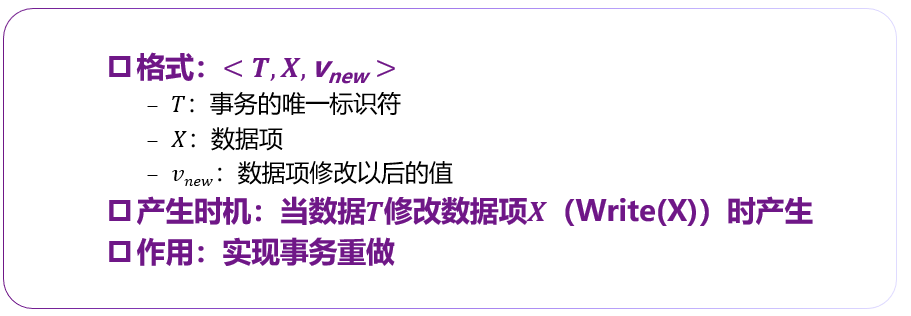 格式：< T, X, vnew >
– T：事务的唯一标识符
– X：数据项
– vnew：数据项修改以后的值
产生时机：当数据T修改数据项X（Write(X)）时产生
作用：实现事务重做